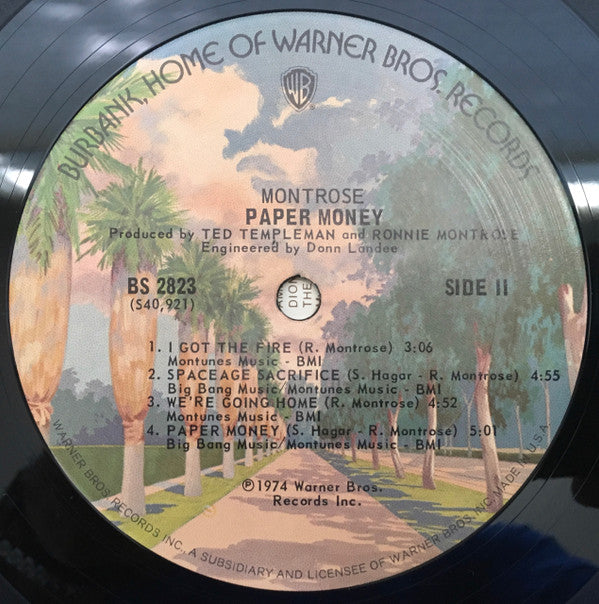 BURBANK, HOME OF WARNER BROS. RECORDS
WB
MONTROSE
PAPER MONEY
Produced by TED TEMPLEMAN and RONNIE MONTROSE
Engineered by Donn Landee
BS 2823
(S40,921)
SIDE II
DION
THE
1. I GOT THE FIRE (R. Montrose) 3:06
Montunes Music - BMI
2. SPACEAGE SACRIFICE (S. Hagar - R. Montrose) 4:55
Big Bang Music/Montunes Music - BMI
3. WE'RE GOING HOME (R. Montrose) 4:52
Montunes Music - BMI
4. PAPER MONEY (S. Hagar - R. Montrose) 5:01
Big Bang Music/Montunes Music - BMI
℗1974 Warner Bros.
Records Inc.
WARNER BROS. RECORDS INC., A SUBSIDIARY AND LICENSEE OF WARNER BROS. INC. MADE IN U.S.A.